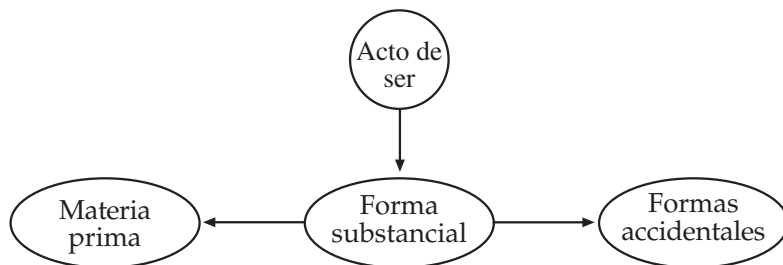 Acto de
ser
Materia
prima
Forma
substancial
Formas
accidentales